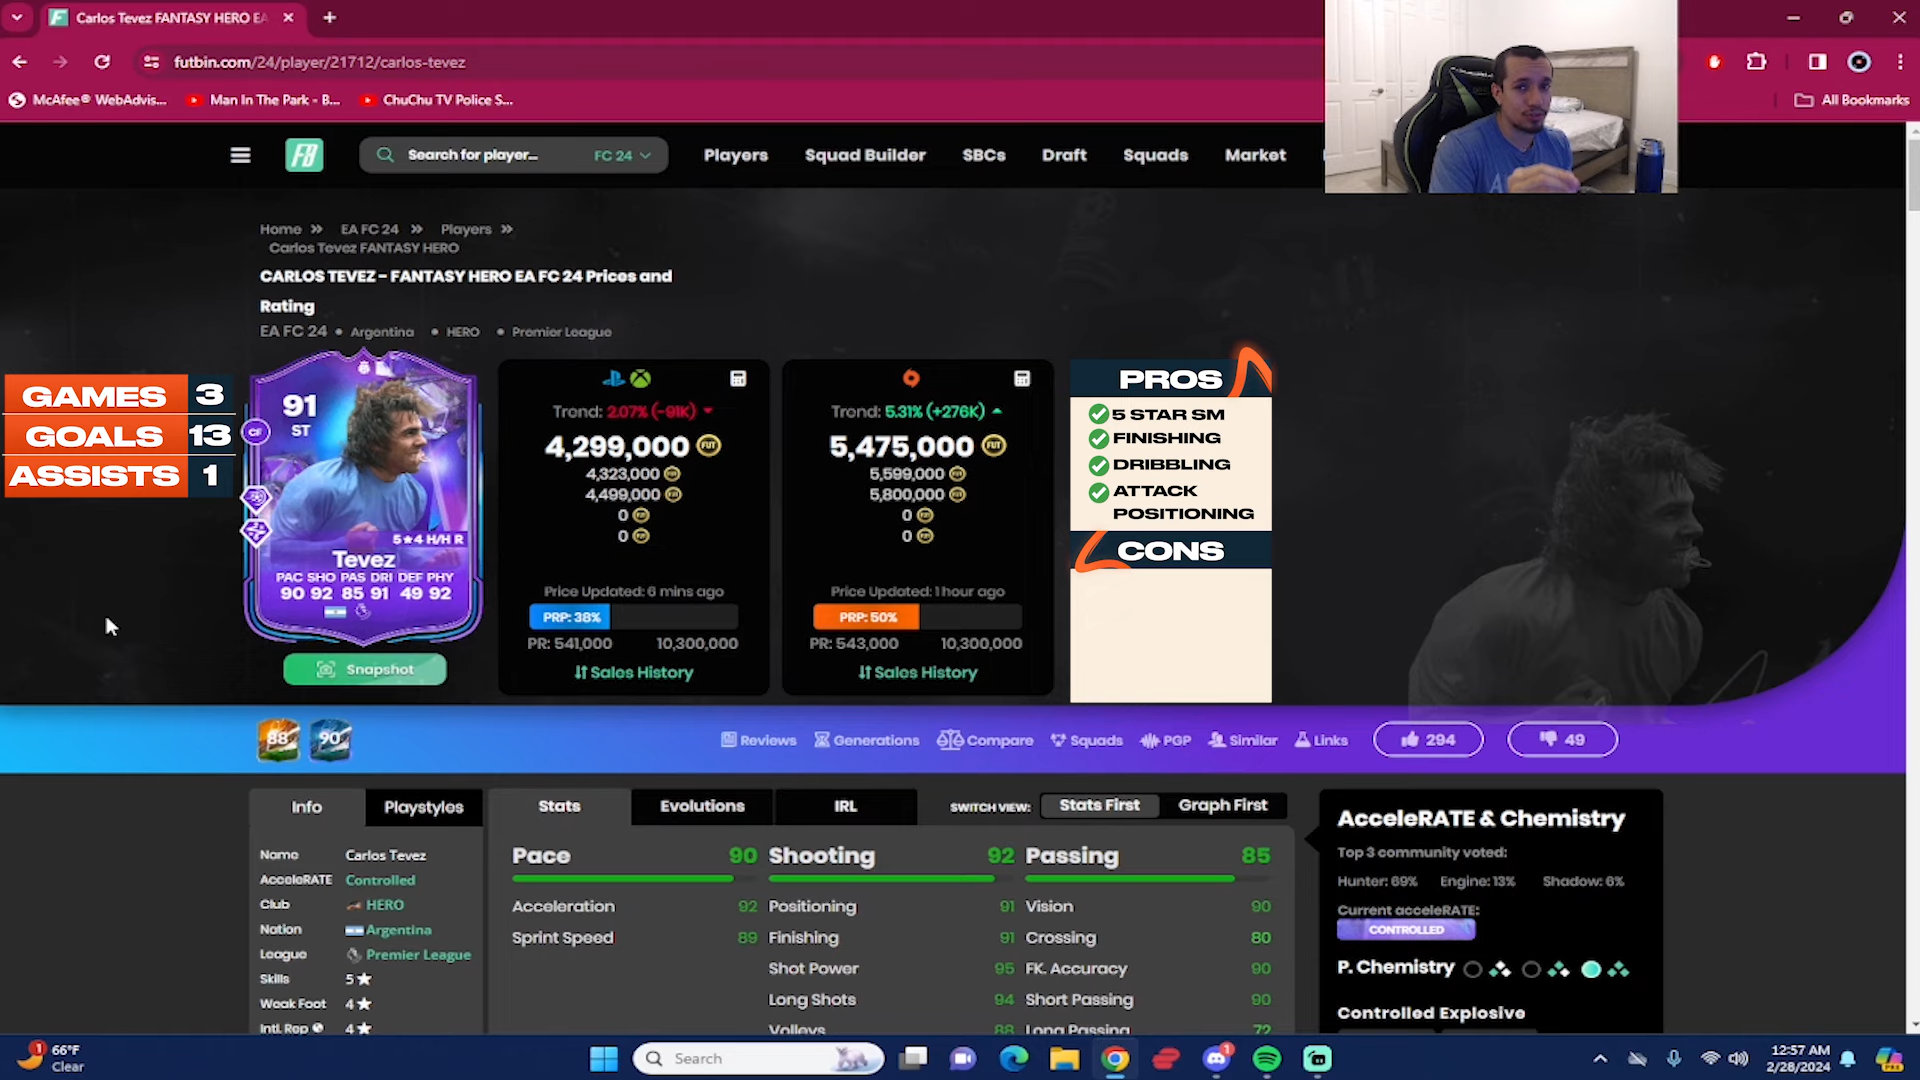 Carlos Tevez FANTASY HERO EA
futbin.com/24/player/21712/carlos-tevez
McAfee® WebAdvis...
Man In The Park - B...
ChuChu TV Police S...
All Bookmarks
FB
Search for player...
FC 24
Players
Squad Builder
SBCs
Draft
Squads
Market
Home
EA FC 24
Players
Carlos Tevez FANTASY HERO
CARLOS TEVEZ - FANTASY HERO EA FC 24 Prices and
Rating
EA FC 24 • Argentina • HERO • Premier League
GAMES 3
GOALS 13
ASSISTS 1
91
ST
CF
5★4 H/H R
Tevez
PAC SHO PAS DRI DEF PHY
90 92 85 91 49 92
Snapshot
Trend: 2.07% (-91K)
4,299,000
4,323,000
4,499,000
0
0
Price Updated: 6 mins ago
PRP: 38%
PR: 541,000 10,300,000
Sales History
Trend: 5.31% (+276K)
5,475,000
5,599,000
5,800,000
0
0
Price Updated: 1 hour ago
PRP: 50%
PR: 543,000 10,300,000
Sales History
PROS
5 STAR SM
FINISHING
DRIBBLING
ATTACK
POSITIONING
CONS
88
90
Reviews
Generations
Compare
Squads
PGP
Similar
Links
294
49
Info
Playstyles
Stats
Evolutions
IRL
SWITCH VIEW:
Stats First
Graph First
Name Carlos Tevez
AcceleRATE Controlled
Club HERO
Nation Argentina
League Premier League
Skills 5★
Weak Foot 4★
Intl. Rep 4★
Pace 90
Acceleration 92
Sprint Speed 89
Shooting 92
Positioning 91
Finishing 91
Shot Power 95
Long Shots 94
Volleys 88
Passing 85
Vision 90
Crossing 80
FK. Accuracy 90
Short Passing 90
Long Passing 72
AcceleRATE & Chemistry
Top 3 community voted:
Hunter: 69% Engine: 13% Shadow: 6%
Current acceleRATE:
CONTROLLED
P. Chemistry
Controlled Explosive
1
66°F
Clear
Search
1
12:57 AM
2/28/2024